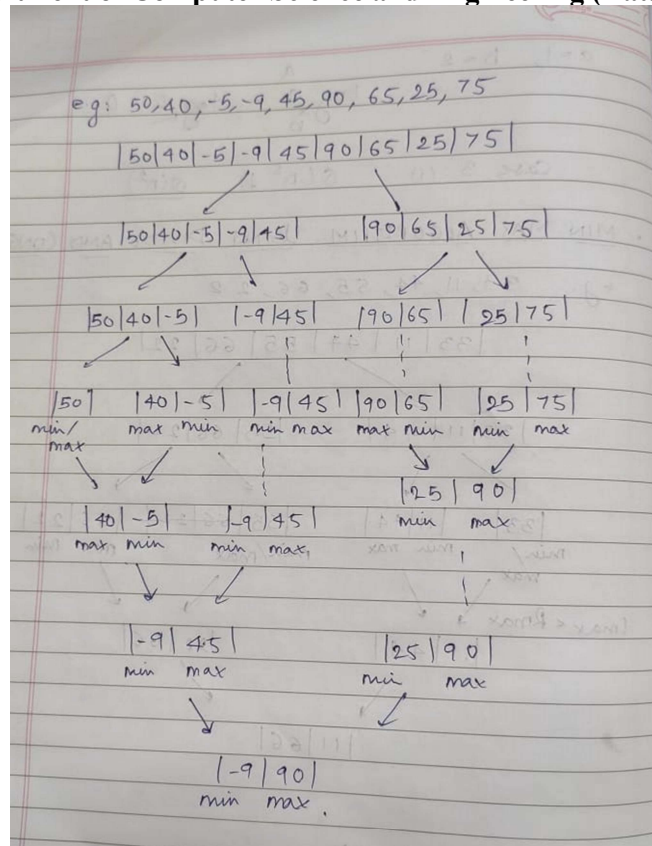 eg: 50, 40, -5, -9, 45, 90, 65, 25, 75
|50|40|-5|-9|45|90|65|25|75|
|50|40|-5|-9|45| |90|65|25|75|
|50|40|-5| |-9|45| |90|65| |25|75|
|50| |40|-5| |-9|45| |90|65| |25|75|
min/ max min min max max min min max
max
|25|90|
min max
|40|-5| |-9|45|
max min min max.
|-9|45| |25|90|
min max min max
|-9|90|
min max.